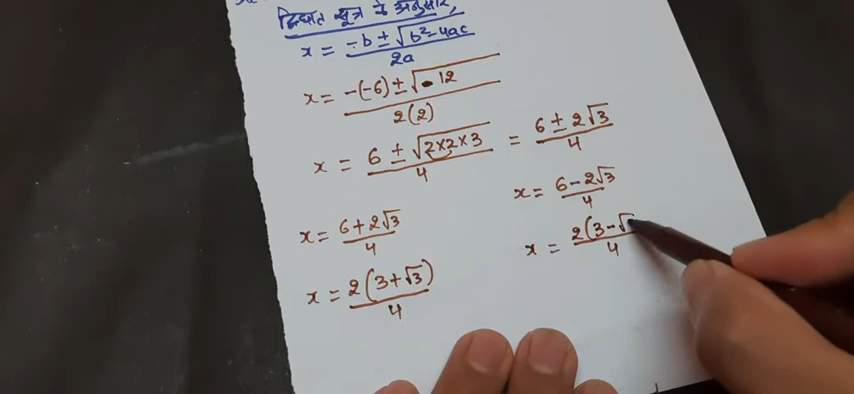 द्विघात सूत्र के अनुसार,
x = -b ± √b²-4ac / 2a
x = -(-6) ± √12 / 2(2)
x = 6 ± √2×2×3 / 4 = 6 ± 2√3 / 4
x = 6 - 2√3 / 4
x = 6 + 2√3 / 4
x = 2(3 - √ / 4
x = 2(3 + √3) / 4